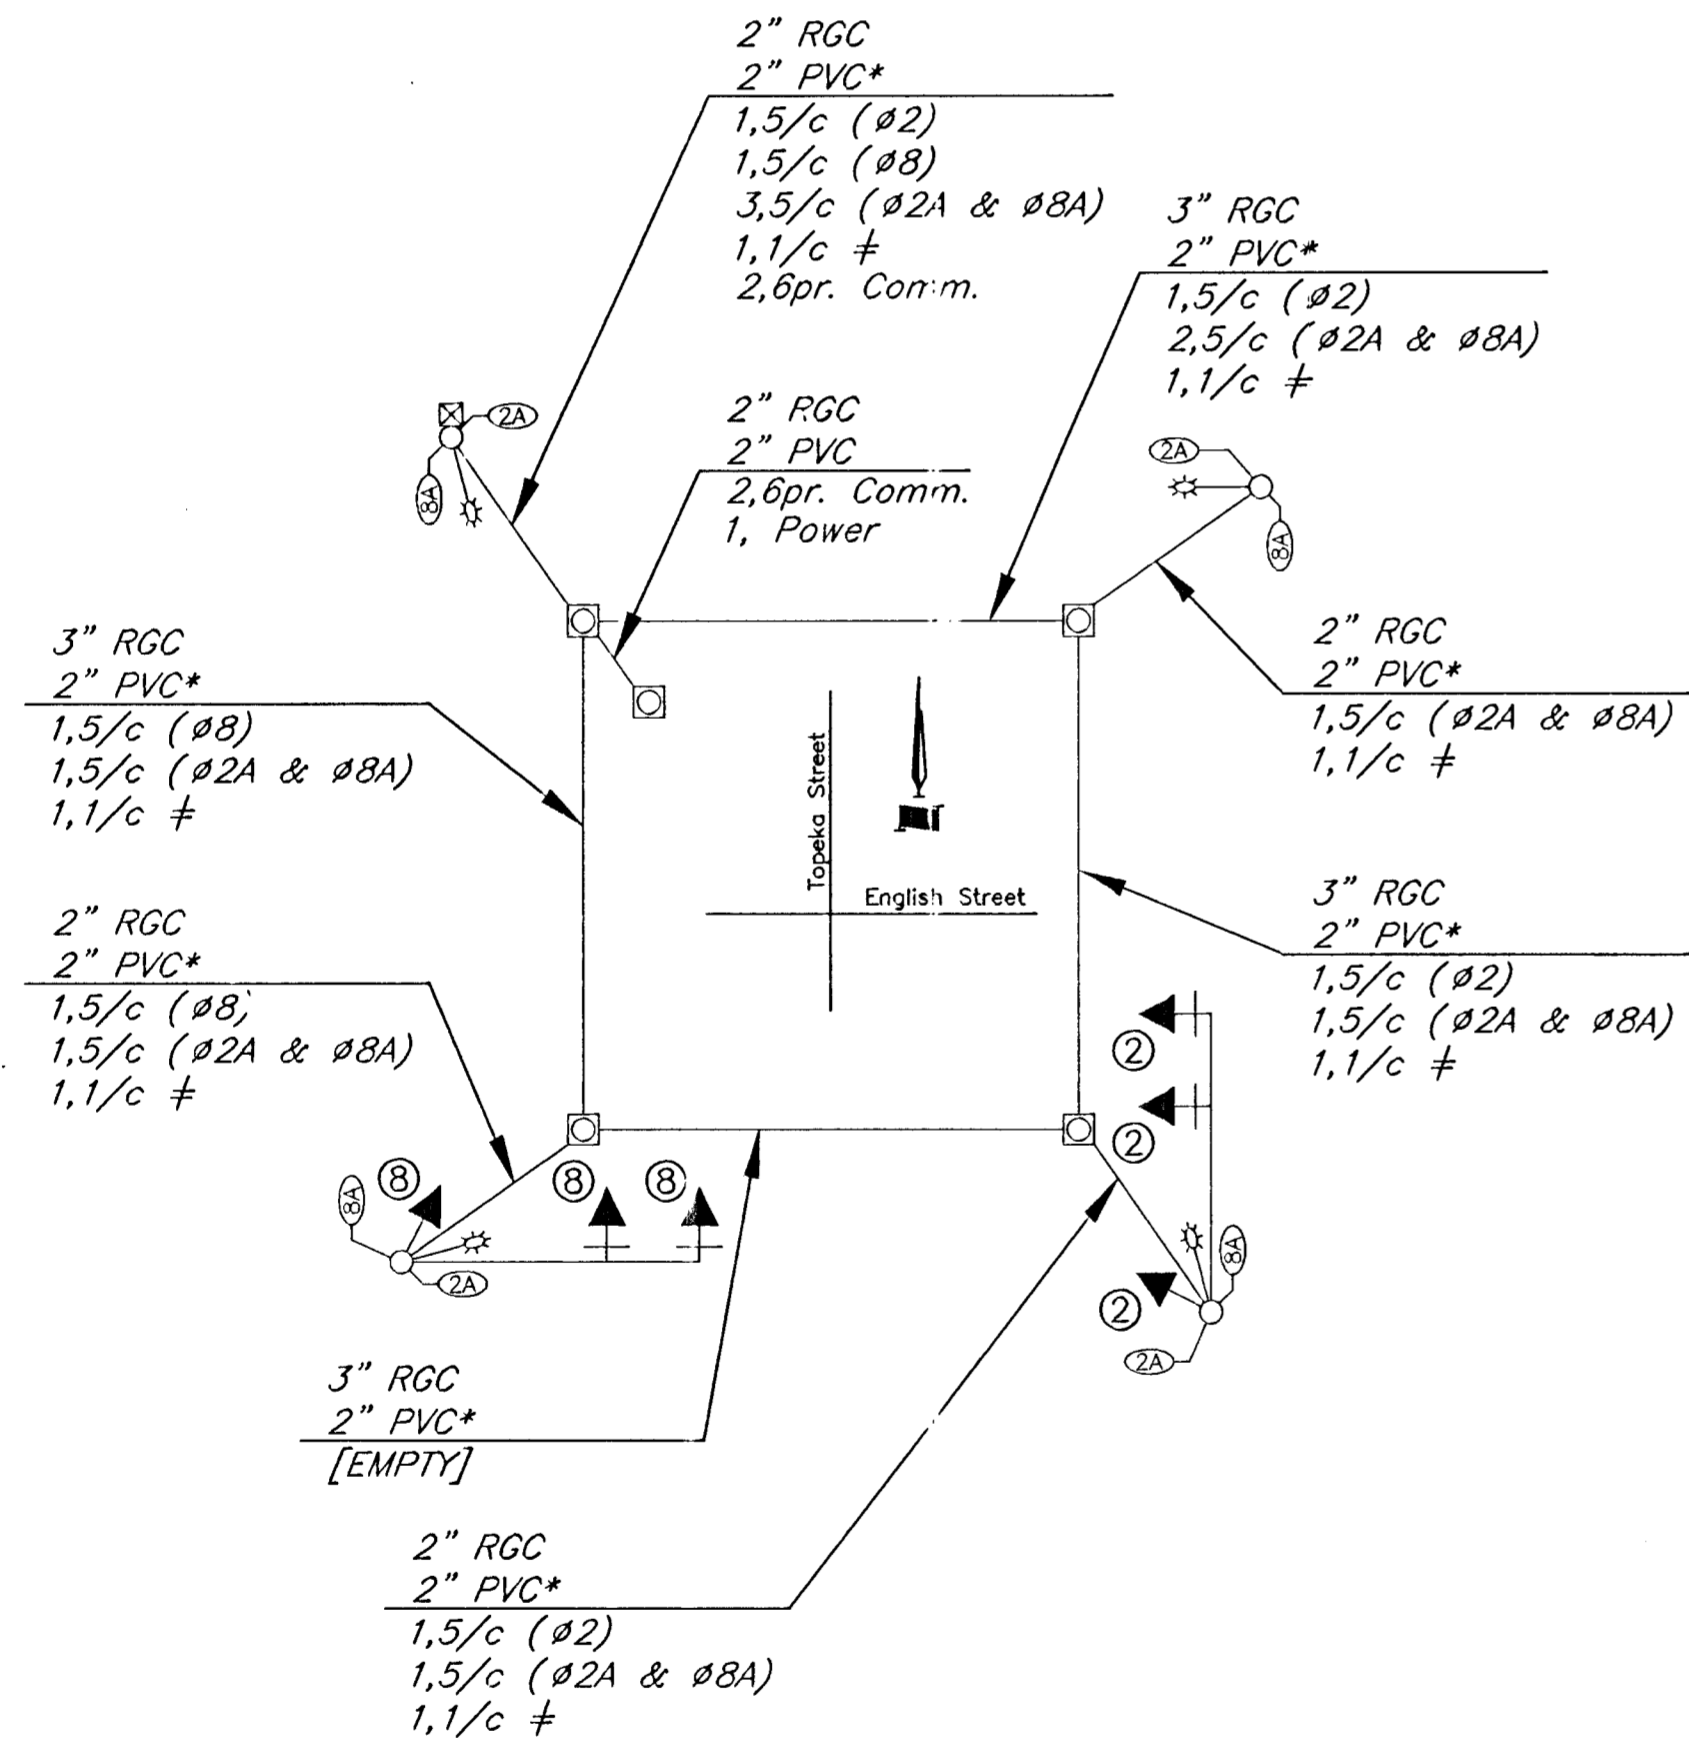 2" RGC
2" PVC*
1,5/c (ø2)
1,5/c (ø8)
3,5/c (ø2A & ø8A)
1,1/c ⧧
2,6pr. Comm.
3" RGC
2" PVC*
1,5/c (ø2)
2,5/c (ø2A & ø8A)
1,1/c ⧧
2" RGC
2" PVC
2,6pr. Comm.
1, Power
2A
8A
2A
8A
3" RGC
2" PVC*
1,5/c (ø8)
1,5/c (ø2A & ø8A)
1,1/c ⧧
2" RGC
2" PVC*
1,5/c (ø2A & ø8A)
1,1/c ⧧
Topeka Street
English Street
N
2" RGC
2" PVC*
1,5/c (ø8)
1,5/c (ø2A & ø8A)
1,1/c ⧧
3" RGC
2" PVC*
1,5/c (ø2)
1,5/c (ø2A & ø8A)
1,1/c ⧧
2
2
8A
8
8
8
2A
8A
2
2A
3" RGC
2" PVC*
[EMPTY]
2" RGC
2" PVC*
1,5/c (ø2)
1,5/c (ø2A & ø8A)
1,1/c ⧧